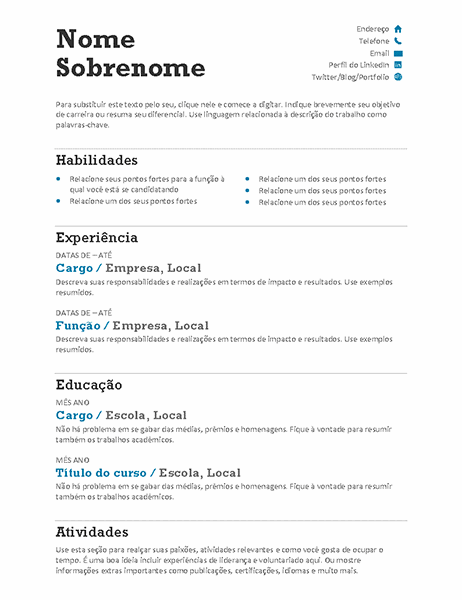 Nome
Sobrenome
Endereço
Telefone
Email
Perfil do LinkedIn
Twitter/Blog/Portfolio
Para substituir este texto pelo seu, clique nele e comece a digitar. Indique brevemente seu objetivo
de carreira ou resuma seu diferencial. Use linguagem relacionada à descrição do trabalho como
palavras-chave.
Habilidades
• Relacione seus pontos fortes para a função à
qual você está se candidatando
• Relacione um dos seus pontos fortes
• Relacione um dos seus pontos fortes
• Relacione um dos seus pontos fortes
• Relacione um dos seus pontos fortes
Experiência
DATAS DE – ATÉ
Cargo / Empresa, Local
Descreva suas responsabilidades e realizações em termos de impacto e resultados. Use exemplos
resumidos.
DATAS DE – ATÉ
Função / Empresa, Local
Descreva suas responsabilidades e realizações em termos de impacto e resultados. Use exemplos
resumidos.
Educação
MÊS ANO
Cargo / Escola, Local
Não há problema em se gabar das médias, prêmios e homenagens. Fique à vontade para resumir
também os trabalhos acadêmicos.
MÊS ANO
Título do curso / Escola, Local
Não há problema em se gabar das médias, prêmios e homenagens. Fique à vontade para resumir
também os trabalhos acadêmicos.
Atividades
Use esta seção para realçar suas paixões, atividades relevantes e como você gosta de ocupar o
tempo. É uma boa ideia incluir experiências de liderança e voluntariado aqui. Ou mostre
informações extras importantes como publicações, certificações, idiomas e muito mais.